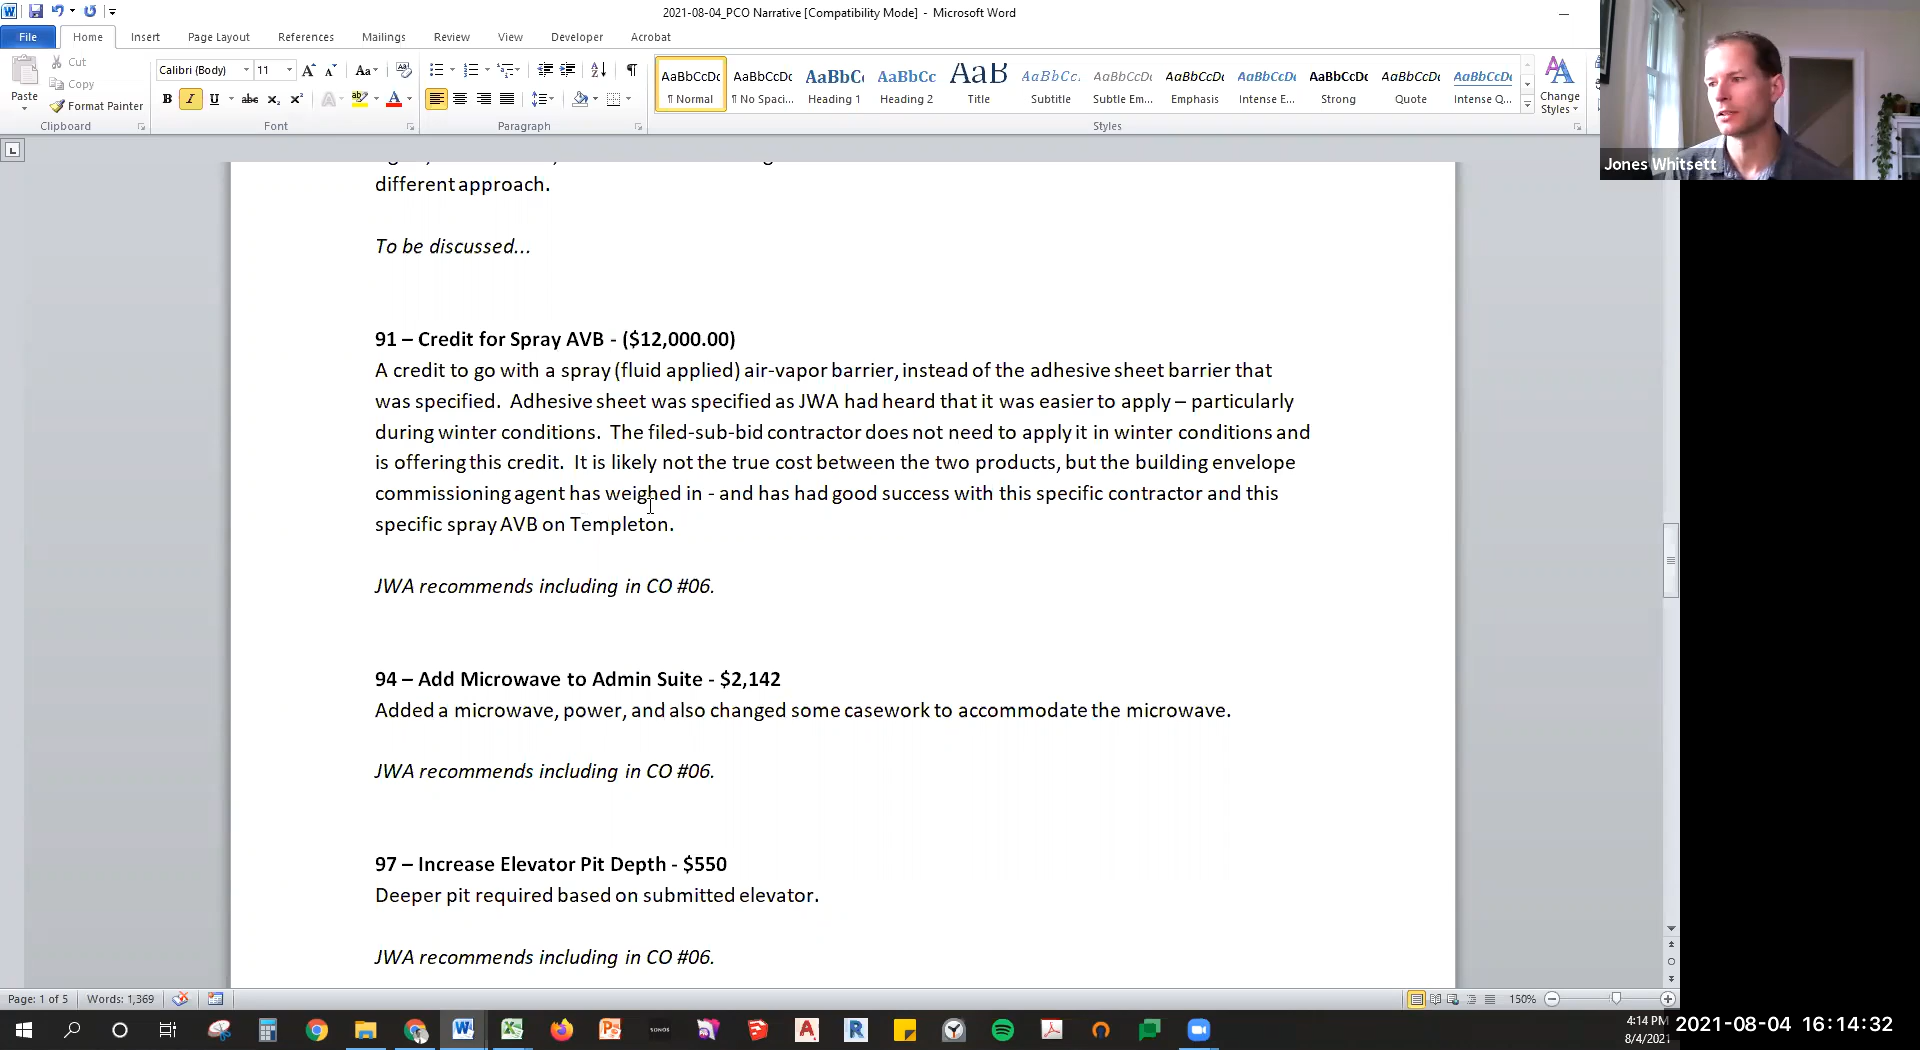 2021-08-04_PCO Narrative [Compatibility Mode] - Microsoft Word
File Home Insert Page Layout References Mailings Review View Developer Acrobat
Cut
Copy
Format Painter
Paste
Clipboard
Calibri (Body) 11
Font
Paragraph
AaBbCcDc AaBbCcDc AaBbC AaBbCc AaB AaBbCc. AaBbCcDc AaBbCcDc AaBbCcDc AaBbCcDc AaBbCcDc AaBbCcDc
¶ Normal ¶ No Spaci... Heading 1 Heading 2 Title Subtitle Subtle Em... Emphasis Intense E... Strong Quote Intense Q...
Change
Styles
Styles
Jones Whitsett
different approach.
To be discussed...
91 – Credit for Spray AVB - ($12,000.00)
A credit to go with a spray (fluid applied) air-vapor barrier, instead of the adhesive sheet barrier that
was specified. Adhesive sheet was specified as JWA had heard that it was easier to apply – particularly
during winter conditions. The filed-sub-bid contractor does not need to apply it in winter conditions and
is offering this credit. It is likely not the true cost between the two products, but the building envelope
commissioning agent has weighed in - and has had good success with this specific contractor and this
specific spray AVB on Templeton.
JWA recommends including in CO #06.
94 – Add Microwave to Admin Suite - $2,142
Added a microwave, power, and also changed some casework to accommodate the microwave.
JWA recommends including in CO #06.
97 – Increase Elevator Pit Depth - $550
Deeper pit required based on submitted elevator.
JWA recommends including in CO #06.
Page: 1 of 5 Words: 1,369
150%
SONOS
4:14 PM
8/4/2021
2021-08-04 16:14:32